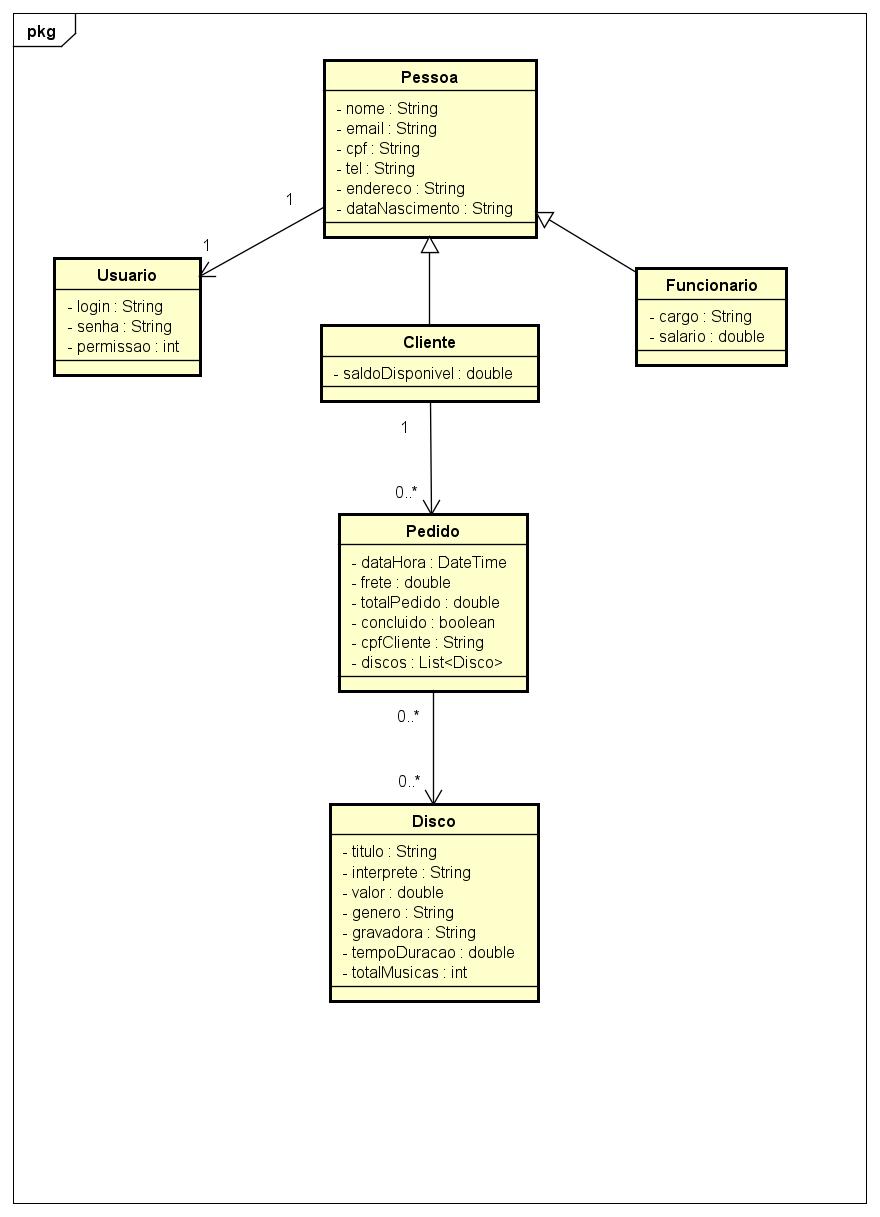 pkg
Pessoa
- nome : String
- email : String
- cpf : String
- tel : String
- endereco : String
- dataNascimento : String
1
1
Usuario
- login : String
- senha : String
- permissao : int
Funcionario
- cargo : String
- salario : double
Cliente
- saldoDisponivel : double
1
0..*
Pedido
- dataHora : DateTime
- frete : double
- totalPedido : double
- concluido : boolean
- cpfCliente : String
- discos : List<Disco>
0..*
0..*
Disco
- titulo : String
- interprete : String
- valor : double
- genero : String
- gravadora : String
- tempoDuracao : double
- totalMusicas : int